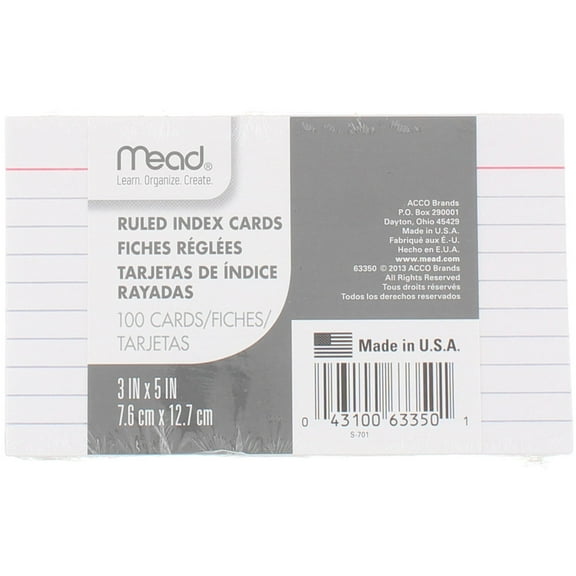 Mead®
Learn. Organize. Create.
RULED INDEX CARDS
FICHES RÉGLÉES
TARJETAS DE ÍNDICE
RAYADAS
100 CARDS/FICHES/
TARJETAS
3 IN x 5 IN
7.6 cm x 12.7 cm
ACCO Brands
P.O. Box 290001
Dayton, Ohio 45429
Made in U.S.A.
Fabriqué aux É.-U.
Hecho en E.U.A.
www.mead.com
63350 © 2013 ACCO Brands
All Rights Reserved
Tous droits réservés
Todos los derechos reservados
Made in U.S.A.
0 43100 63350 1
S-701